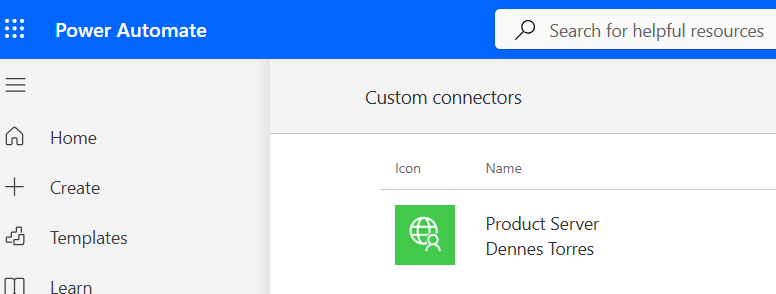 Power Automate
Search for helpful resources
Custom connectors
Home
Create
Templates
Learn
Icon Name
Product Server
Dennes Torres